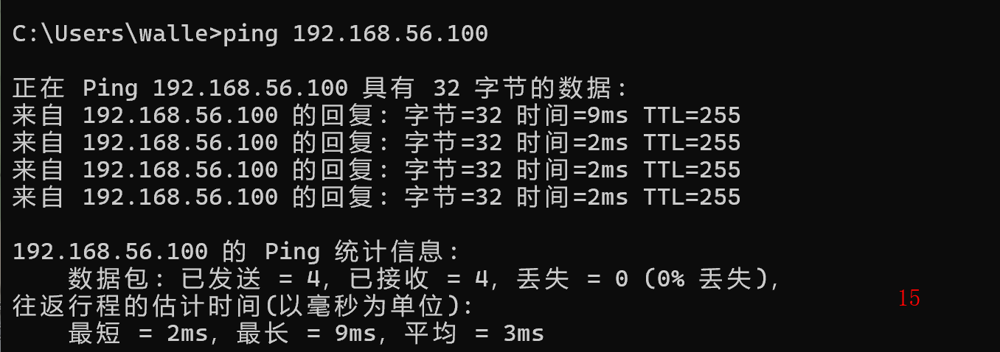 C:\Users\walle>ping 192.168.56.100
正在 Ping 192.168.56.100 具有 32 字节的数据:
来自 192.168.56.100 的回复: 字节=32 时间=9ms TTL=255
来自 192.168.56.100 的回复: 字节=32 时间=2ms TTL=255
来自 192.168.56.100 的回复: 字节=32 时间=2ms TTL=255
来自 192.168.56.100 的回复: 字节=32 时间=2ms TTL=255
192.168.56.100 的 Ping 统计信息:
    数据包: 已发送 = 4, 已接收 = 4, 丢失 = 0 (0% 丢失),
往返行程的估计时间(以毫秒为单位):
15
    最短 = 2ms, 最长 = 9ms, 平均 = 3ms